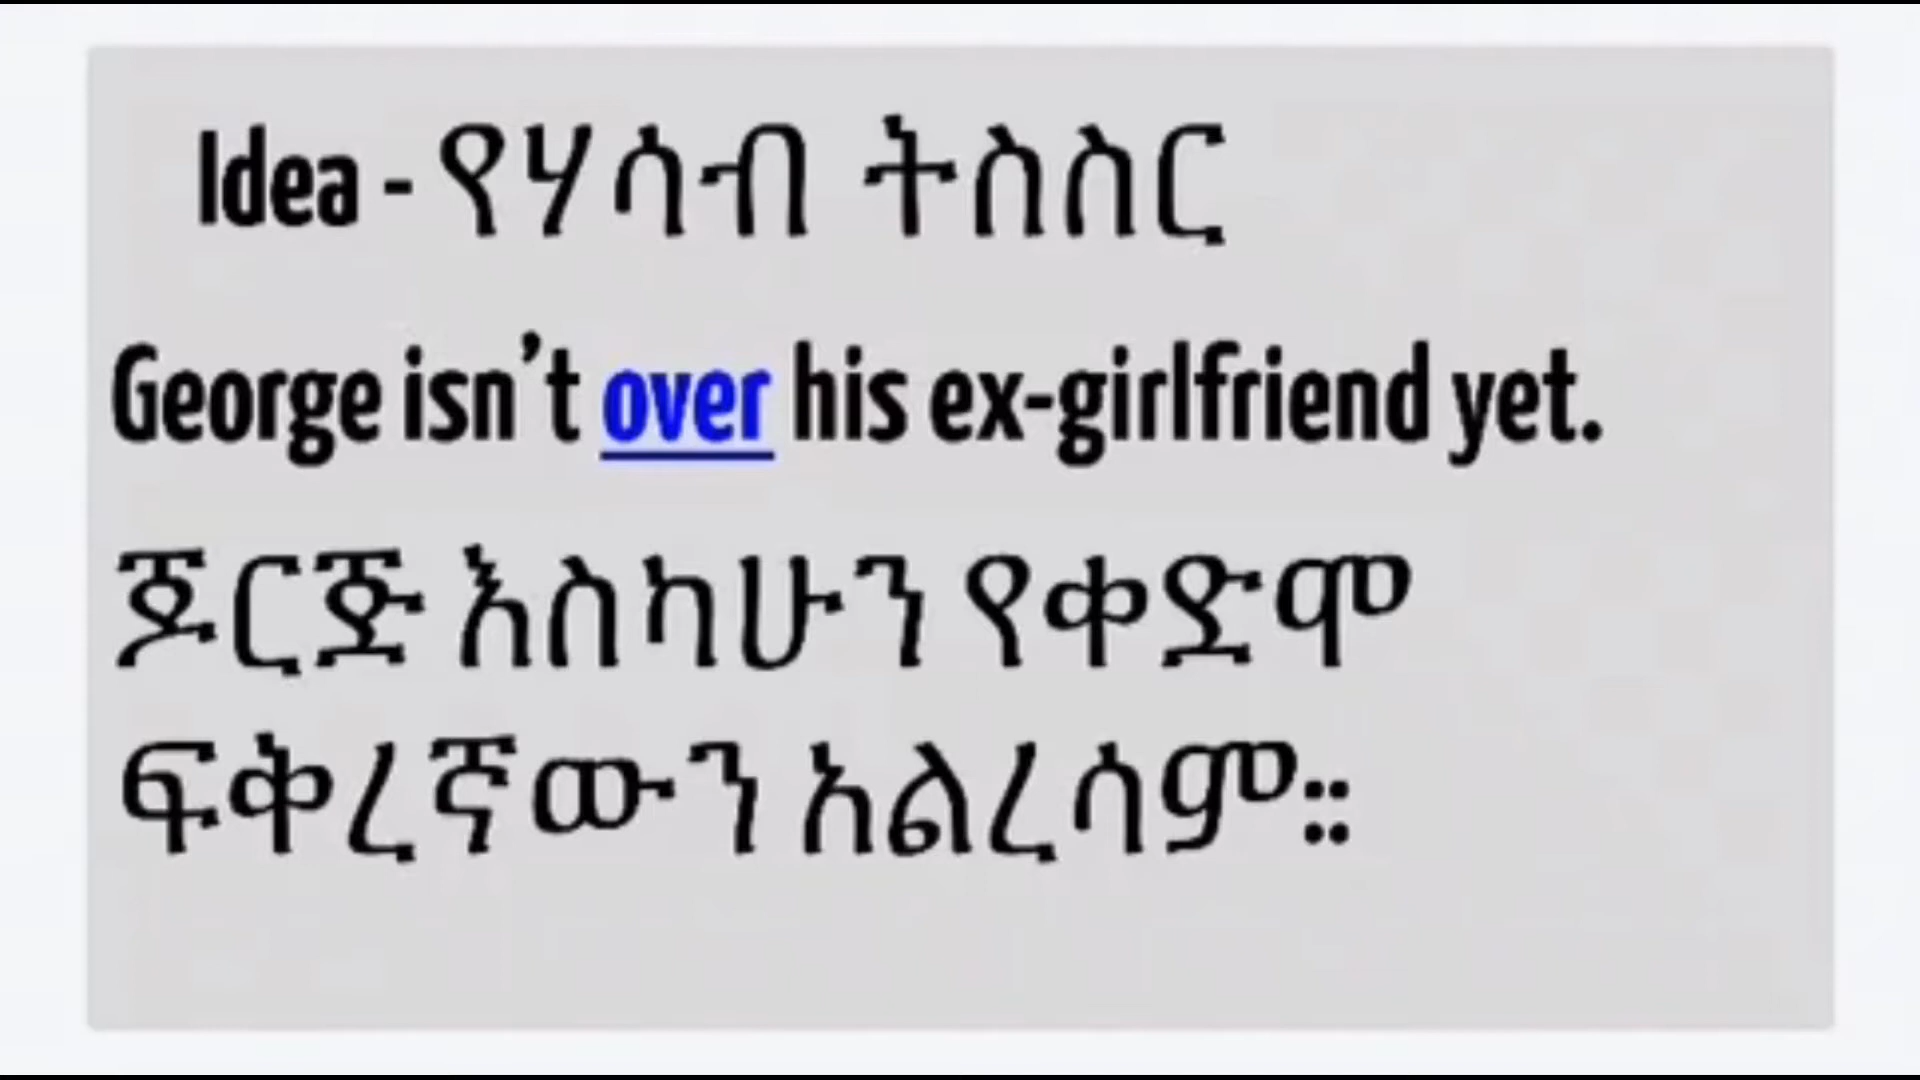 Idea - የሃሳብ ትስስር
George isn’t over his ex-girlfriend yet.
ጆርጅ እስካሁን የቀድሞ
ፍቅረኛውን አልረሳም።